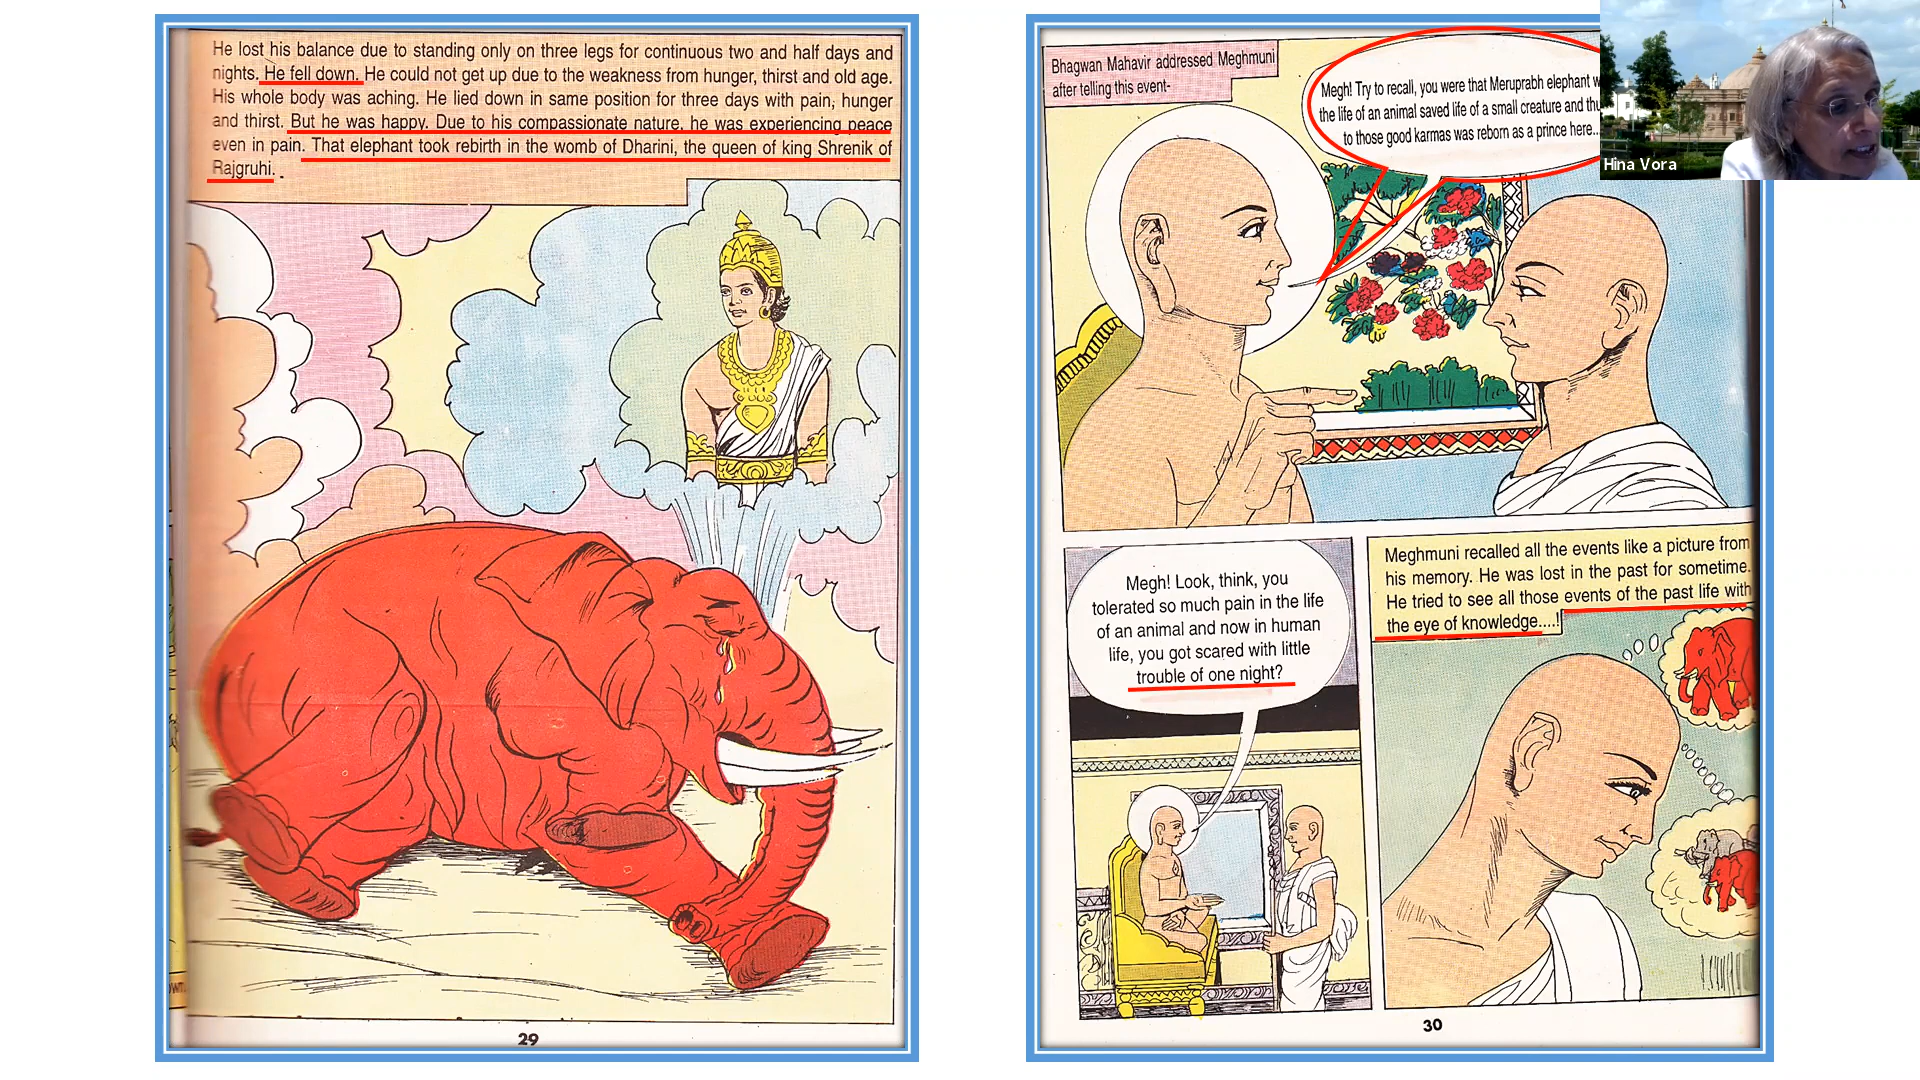 He lost his balance due to standing only on three legs for continuous two and half days and
nights. He fell down. He could not get up due to the weakness from hunger, thirst and old age.
His whole body was aching. He lied down in same position for three days with pain, hunger
and thirst. But he was happy. Due to his compassionate nature, he was experiencing peace
even in pain. That elephant took rebirth in the womb of Dharini, the queen of king Shrenik of
Rajgruhi.
29
Bhagwan Mahavir addressed Meghmuni
after telling this event-
Megh! Try to recall, you were that Meruprabh elephant
the life of an animal saved life of a small creature and
to those good karmas was reborn as a prince here..
Hina Vora
Megh! Look, think, you
tolerated so much pain in the life
of an animal and now in human
life, you got scared with little
trouble of one night?
Meghmuni recalled all the events like a picture from
his memory. He was lost in the past for sometime.
He tried to see all those events of the past life with
the eye of knowledge....!
30